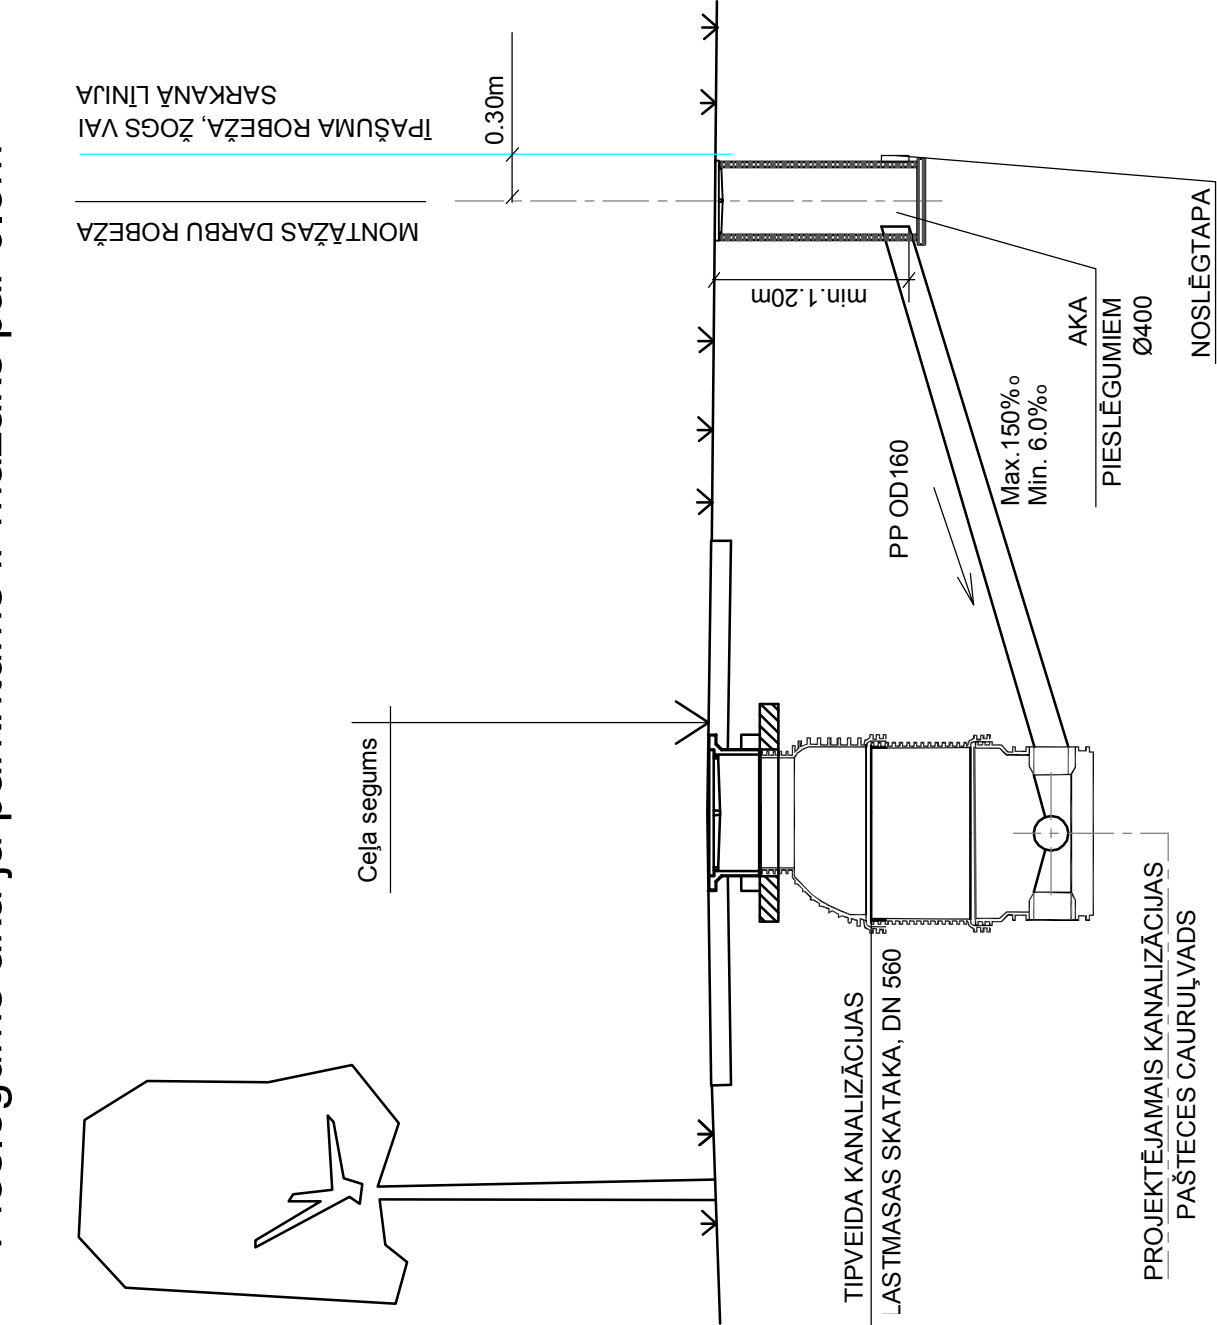 ĪPAŠUMA ROBEŽA, ŽOGS VAI
SARKANĀ LĪNIJA
MONTĀŽAS DARBU ROBEŽA
0.30m
min.1.20m
NOSLĒGTAPA
AKA
PIESLĒGUMIEM
Ø400
Max.150‰
Min. 6.0‰
PP OD160
Ceļa segums
TIPVEIDA KANALIZĀCIJAS
LASTMASAS SKATAKA, DN 560
PROJEKTĒJAMAIS KANALIZĀCIJAS
PAŠTECES CAURUĻVADS